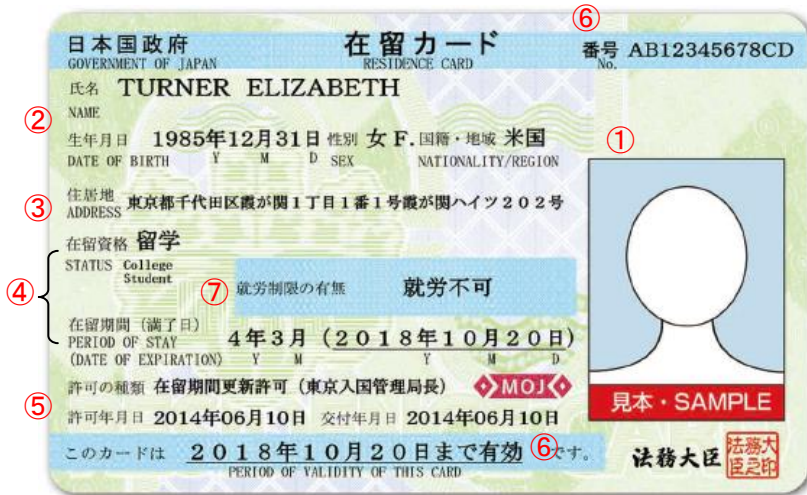 ⑥
日本国政府 在留カード 番号 AB12345678CD
GOVERNMENT OF JAPAN RESIDENCE CARD No.
氏名 TURNER ELIZABETH
NAME
②
生年月日 1985年12月31日 性別 女 F. 国籍・地域 米国
DATE OF BIRTH Y M D SEX NATIONALITY/REGION
①
③
住居地 東京都千代田区霞が関1丁目1番1号霞が関ハイツ202号
ADDRESS
在留資格 留学
STATUS College
Student
④
⑦ 就労制限の有無 就労不可
在留期間(満了日)
PERIOD OF STAY 4年3月(2018年10月20日)
(DATE OF EXPIRATION) Y M Y M D
許可の種類 在留期間更新許可(東京入国管理局長) MOJ
⑤
許可年月日 2014年06月10日 交付年月日 2014年06月10日
見本・SAMPLE
このカードは 2018年10月20日まで有効 ⑥ です。
PERIOD OF VALIDITY OF THIS CARD
法務大臣 法務大臣之印